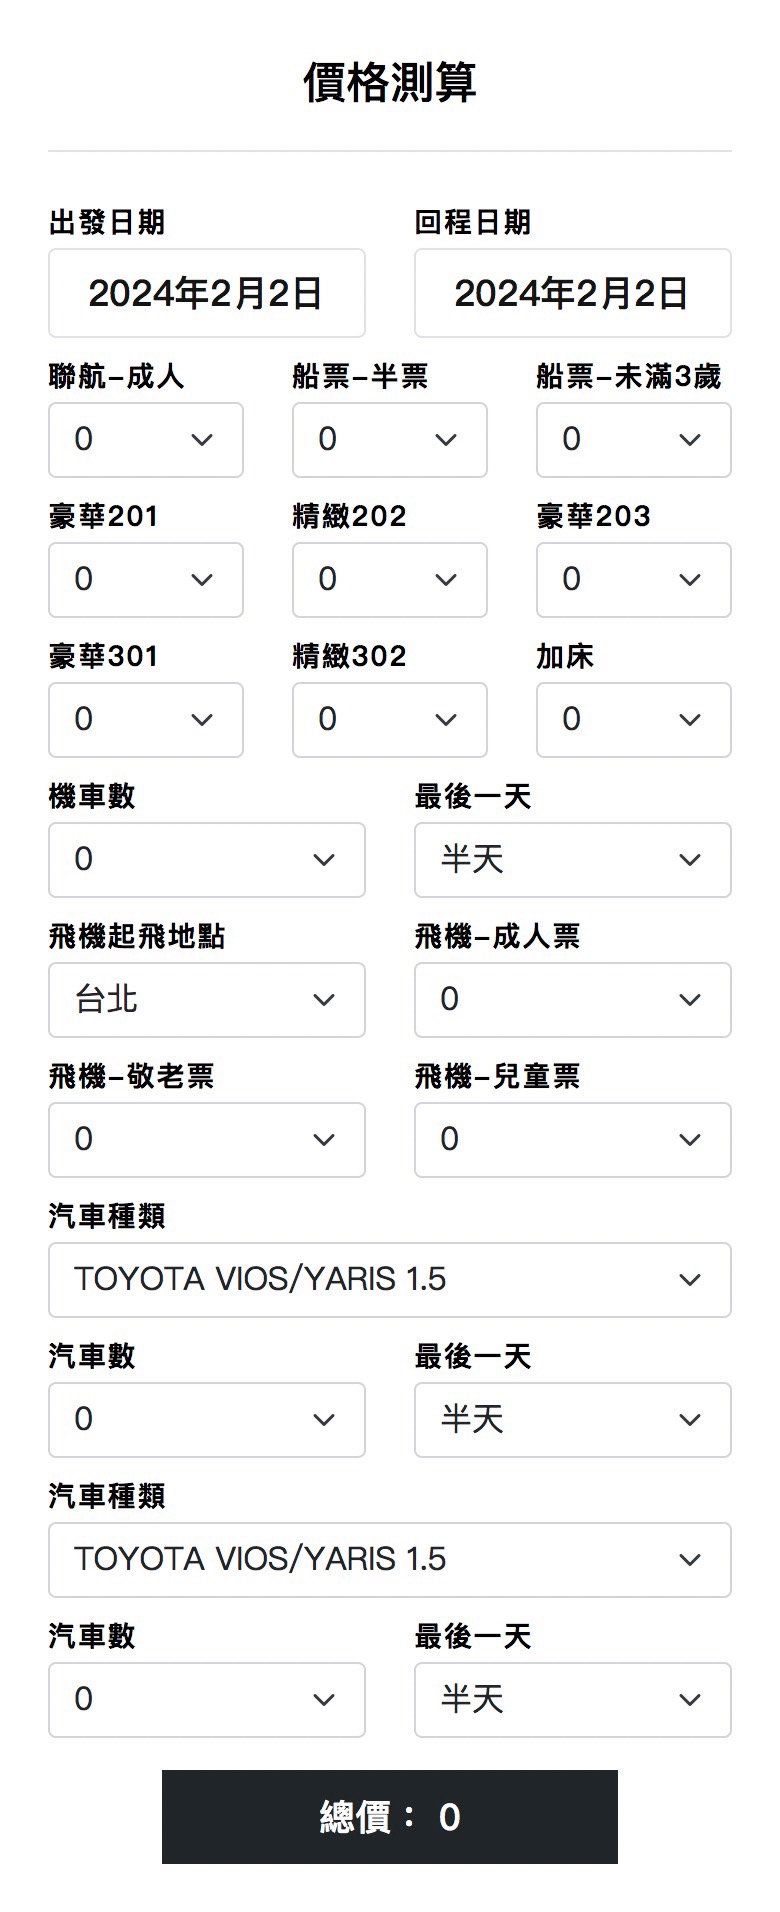 價格測算
出發日期 回程日期
2024年2月2日 2024年2月2日
聯航–成人 船票–半票 船票–未滿3歲
0 0 0
豪華201 精緻202 豪華203
0 0 0
豪華301 精緻302 加床
0 0 0
機車數 最後一天
0 半天
飛機起飛地點 飛機–成人票
台北 0
飛機–敬老票 飛機–兒童票
0 0
汽車種類
TOYOTA VIOS/YARIS 1.5
汽車數 最後一天
0 半天
汽車種類
TOYOTA VIOS/YARIS 1.5
汽車數 最後一天
0 半天
總價： 0